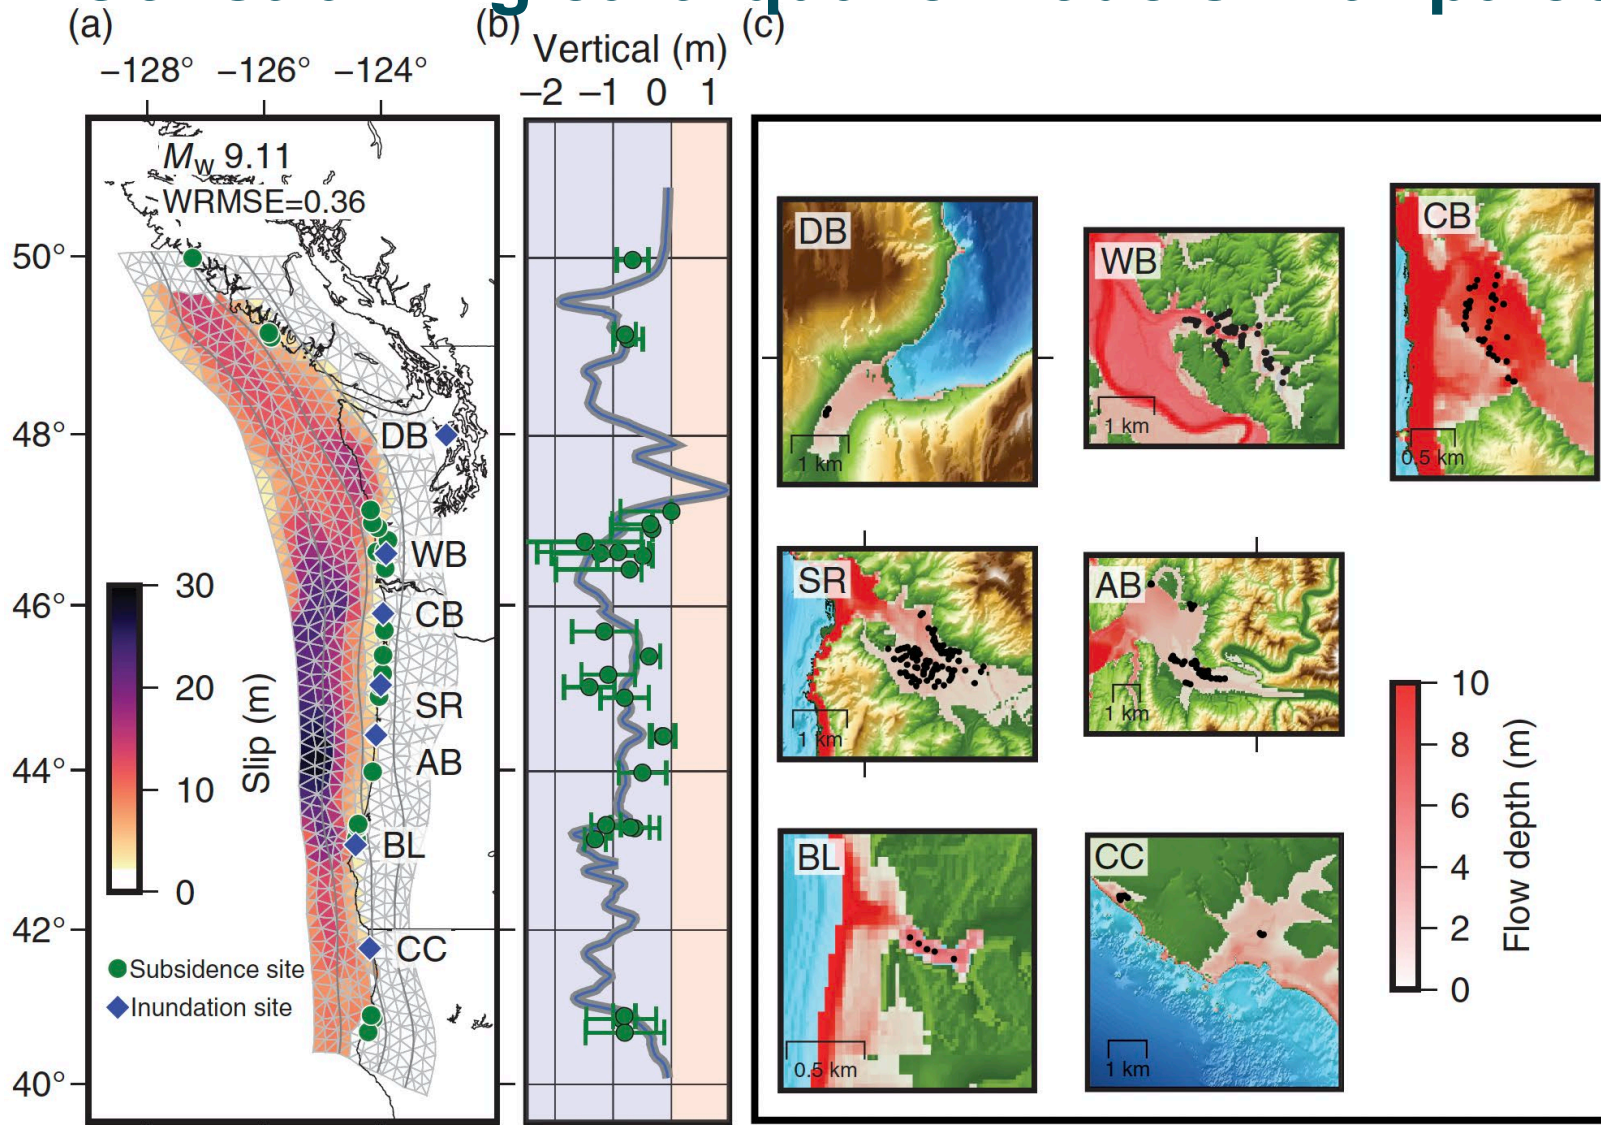 (a)
(b)
(c)
Vertical (m)
−128° −126° −124°
−2 −1 0 1
Mw 9.11
WRMSE=0.36
50°
48°
46°
44°
42°
40°
DB
WB
CB
SR
AB
BL
CC
30
20
10
0
Slip (m)
Subsidence site
Inundation site
DB
1 km
WB
1 km
CB
0.5 km
SR
1 km
AB
1 km
BL
0.5 km
CC
1 km
10
8
6
4
2
0
Flow depth (m)